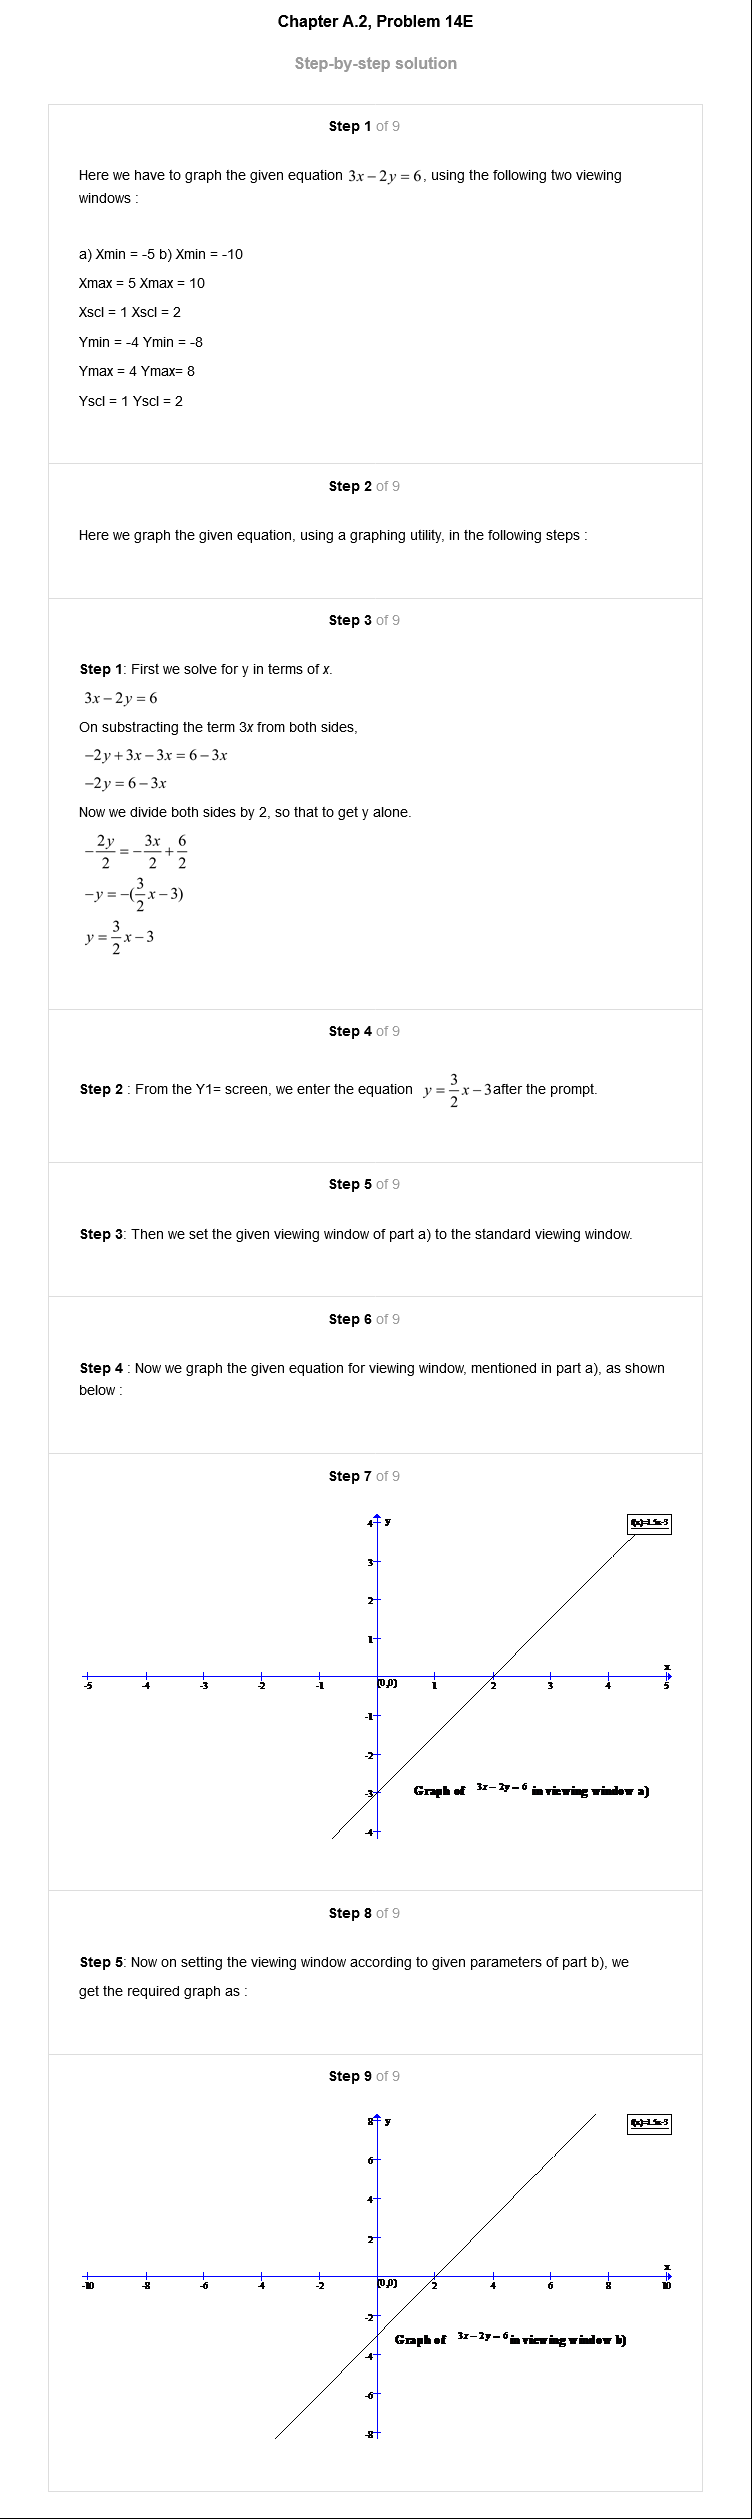 Chapter A.2, Problem 14E
Step-by-step solution
Step 1 of 9
Here we have to graph the given equation 3x − 2y = 6, using the following two viewing
windows :
a) Xmin = -5 b) Xmin = -10
Xmax = 5 Xmax = 10
Xscl = 1 Xscl = 2
Ymin = -4 Ymin = -8
Ymax = 4 Ymax= 8
Yscl = 1 Yscl = 2
Step 2 of 9
Here we graph the given equation, using a graphing utility, in the following steps :
Step 3 of 9
Step 1: First we solve for y in terms of x.
3x − 2y = 6
On substracting the term 3x from both sides,
−2y + 3x − 3x = 6 − 3x
−2y = 6 − 3x
Now we divide both sides by 2, so that to get y alone.
−2y/2 = −3x/2 + 6/2
−y = −(3/2 x − 3)
y = 3/2 x − 3
Step 4 of 9
Step 2 : From the Y1= screen, we enter the equation y = 3/2 x − 3 after the prompt.
Step 5 of 9
Step 3: Then we set the given viewing window of part a) to the standard viewing window.
Step 6 of 9
Step 4 : Now we graph the given equation for viewing window, mentioned in part a), as shown
below :
Step 7 of 9
4 y
f(x)=1.5x-3
3
2
1
x
-5 -4 -3 -2 -1 (0,0) 1 2 3 4 5
-1
-2
-3
Graph of 3x − 2y − 6 in viewing window a)
-4
Step 8 of 9
Step 5: Now on setting the viewing window according to given parameters of part b), we
get the required graph as :
Step 9 of 9
8 y
f(x)=1.5x-3
6
4
2
x
-10 -8 -6 -4 -2 (0,0) 2 4 6 8 10
-2
Graph of 3x − 2y − 6 in viewing window b)
-4
-6
-8